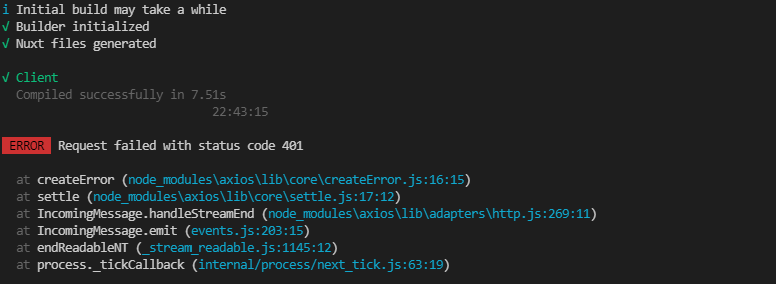 i Initial build may take a while
√ Builder initialized
√ Nuxt files generated
√ Client
Compiled successfully in 7.51s
22:43:15
ERROR Request failed with status code 401
at createError (node_modules\axios\lib\core\createError.js:16:15)
at settle (node_modules\axios\lib\core\settle.js:17:12)
at IncomingMessage.handleStreamEnd (node_modules\axios\lib\adapters\http.js:269:11)
at IncomingMessage.emit (events.js:203:15)
at endReadableNT (_stream_readable.js:1145:12)
at process._tickCallback (internal/process/next_tick.js:63:19)